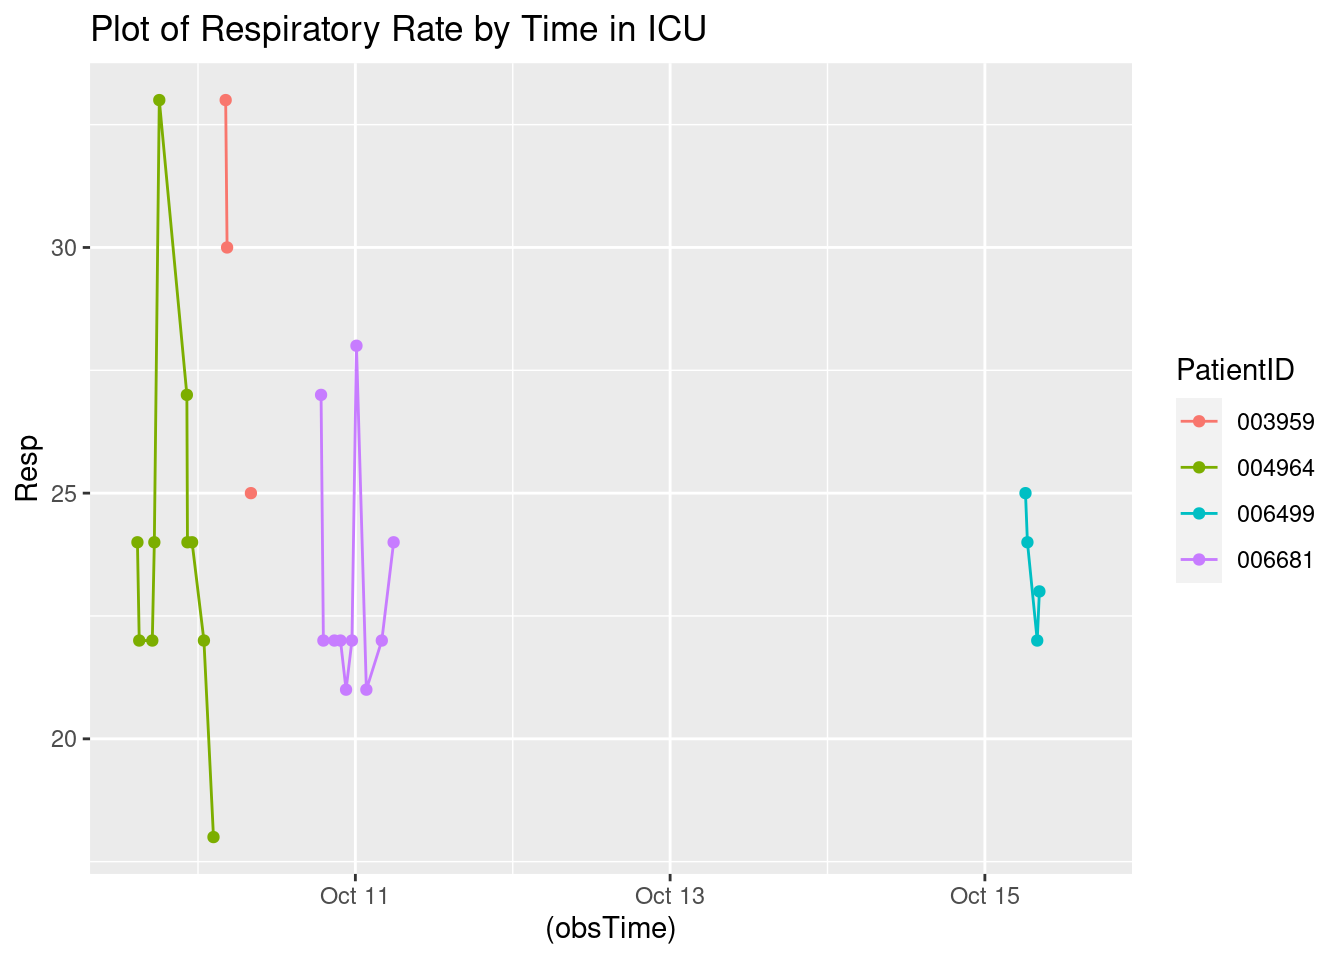 Plot of Respiratory Rate by Time in ICU
Resp
30
25
20
Oct 11
Oct 13
Oct 15
(obsTime)
PatientID
003959
004964
006499
006681